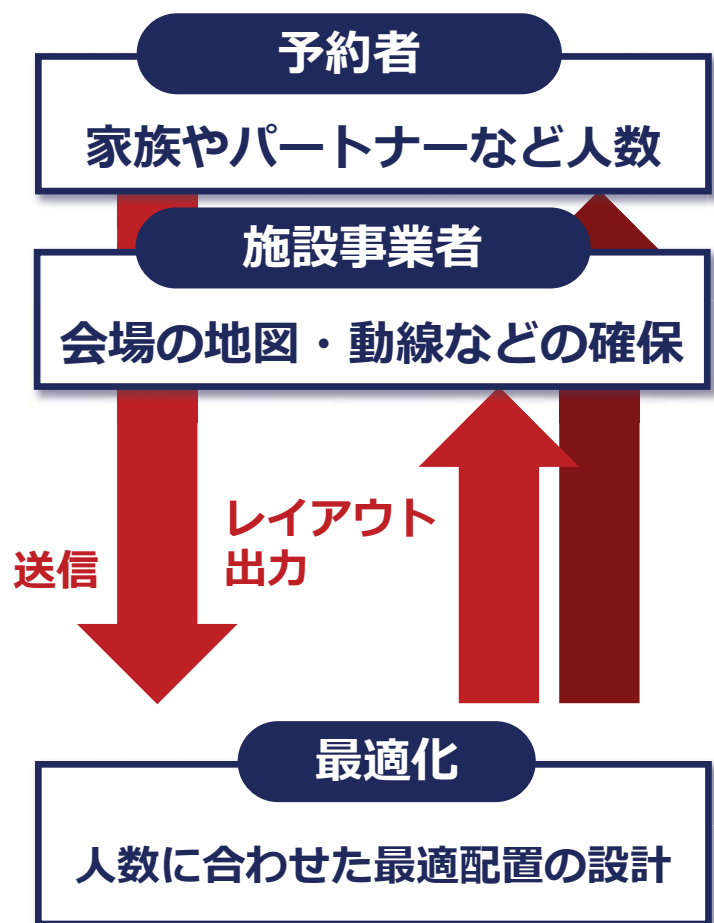 予約者
家族やパートナーなど人数
施設事業者
会場の地図・動線などの確保
送信
レイアウト
出力
最適化
人数に合わせた最適配置の設計